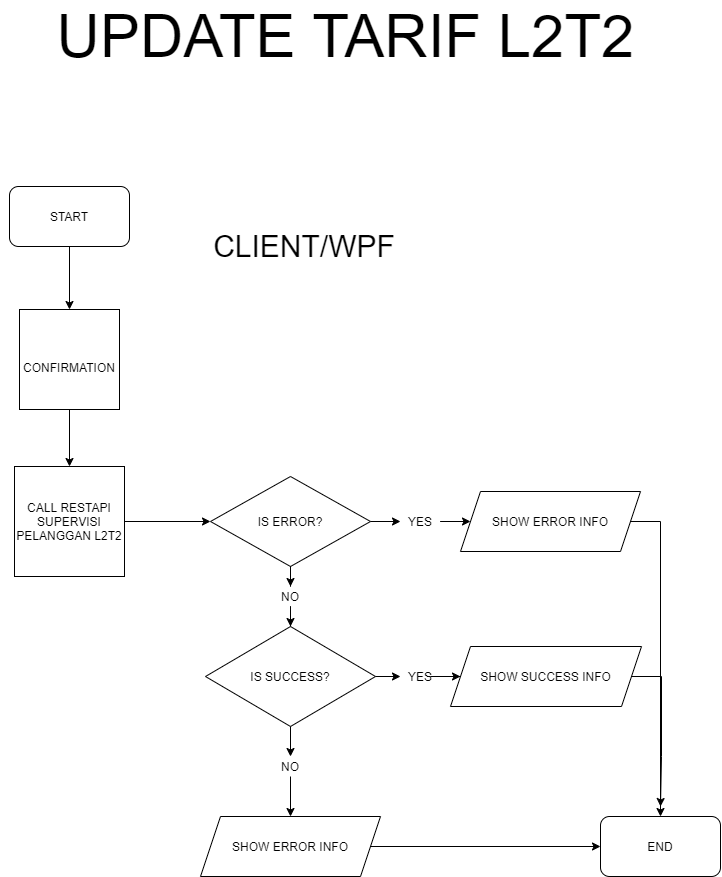 UPDATE TARIF L2T2
START
CLIENT/WPF
CONFIRMATION
CALL RESTAPI
SUPERVISI
PELANGGAN L2T2
IS ERROR?
YES
SHOW ERROR INFO
NO
IS SUCCESS?
YES
SHOW SUCCESS INFO
NO
SHOW ERROR INFO
END